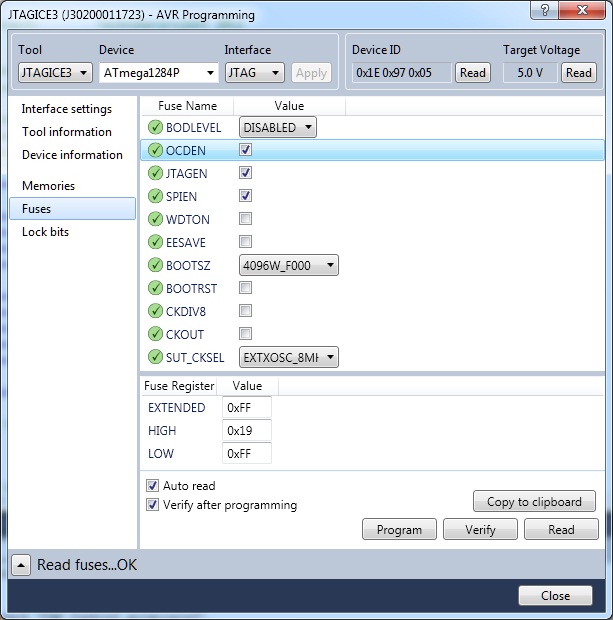 JTAGICE3 (J30200011723) - AVR Programming
Tool Device Interface Device ID Target Voltage
JTAGICE3 ATmega1284P JTAG Apply 0x1E 0x97 0x05 Read 5.0 V Read
Interface settings
Tool information
Device information
Memories
Fuses
Lock bits
Fuse Name Value
BODLEVEL DISABLED
OCDEN
JTAGEN
SPIEN
WDTON
EESAVE
BOOTSZ 4096W_F000
BOOTRST
CKDIV8
CKOUT
SUT_CKSEL EXTXOSC_8MH
Fuse Register Value
EXTENDED 0xFF
HIGH 0x19
LOW 0xFF
Auto read
Verify after programming
Copy to clipboard
Program Verify Read
Read fuses...OK
Close